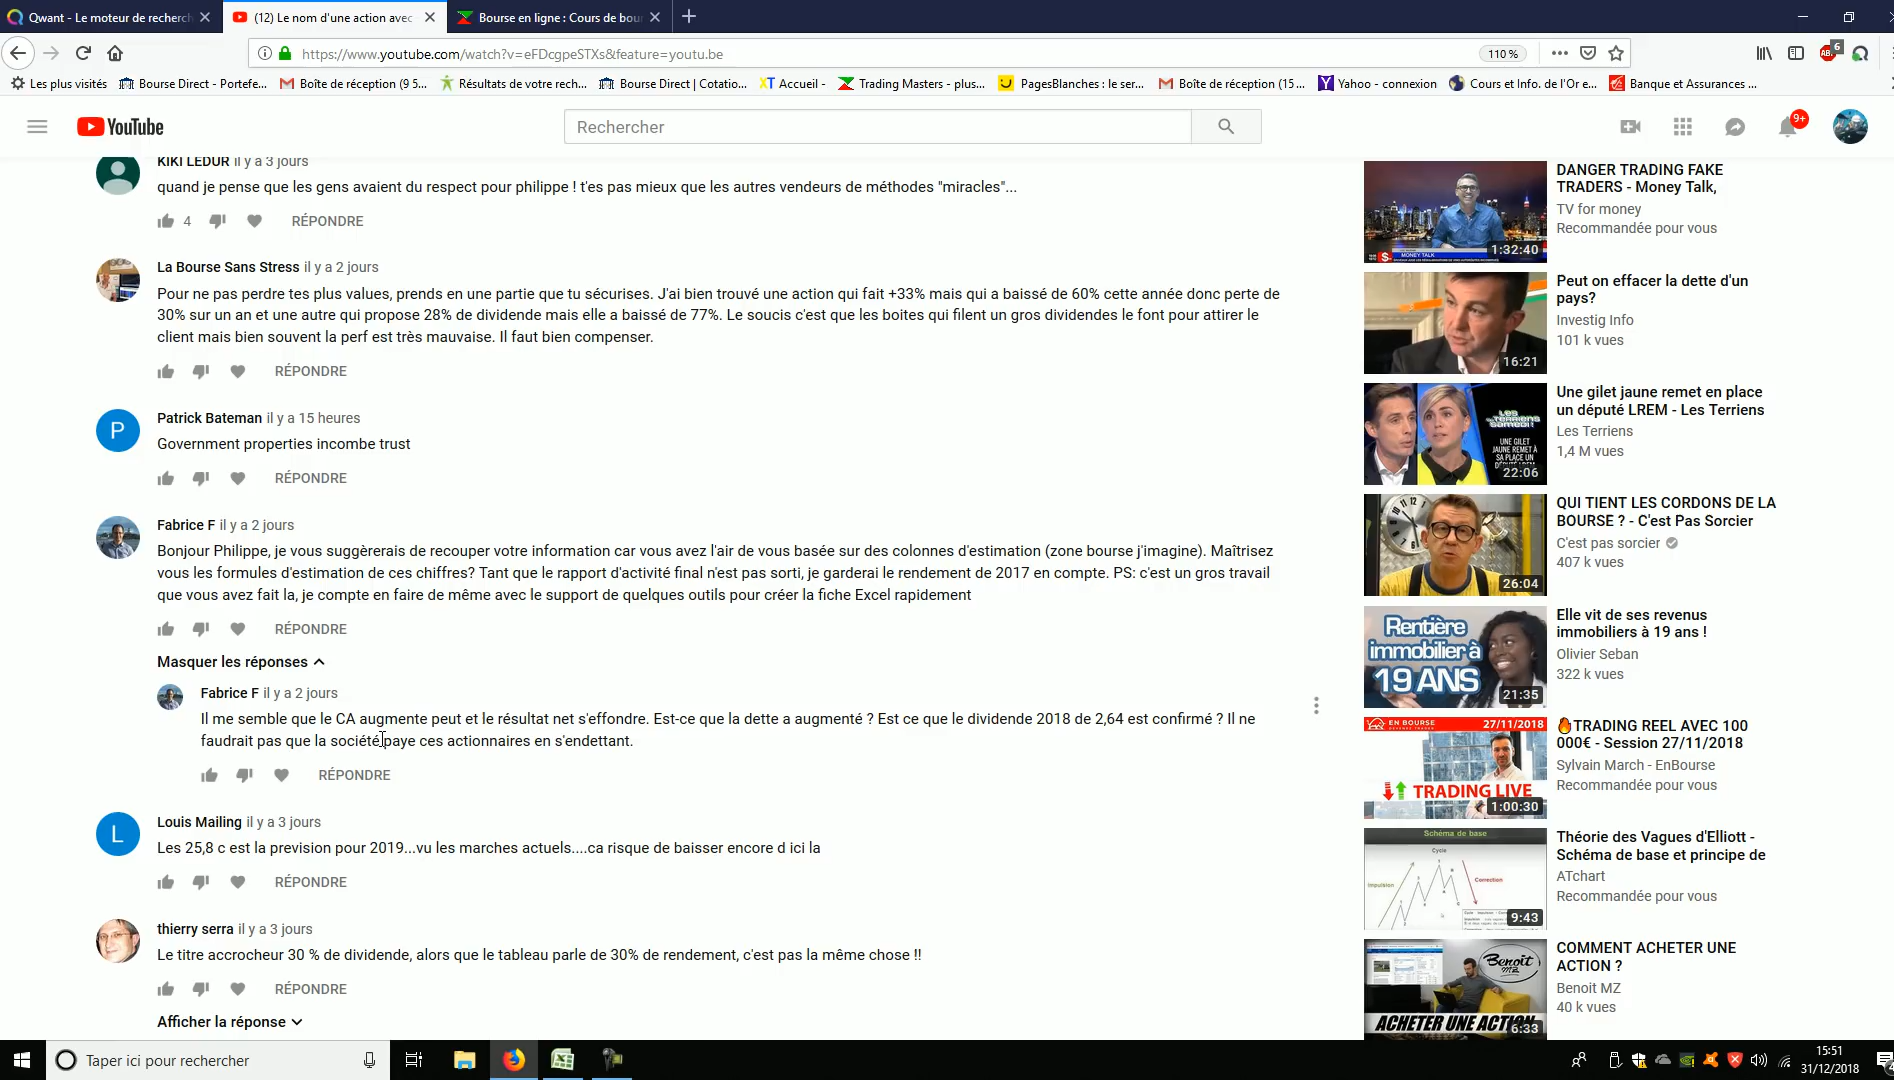 Qwant - Le moteur de recherch
(12) Le nom d'une action avec
Bourse en ligne : Cours de bour
https://www.youtube.com/watch?v=eFDcgpeSTXs&feature=youtu.be
110 %
6
Les plus visités
Bourse Direct - Portefe...
Boîte de réception (9 5...
Résultats de votre rech...
Bourse Direct | Cotatio...
Accueil -
Trading Masters - plus...
PagesBlanches : le ser...
Boîte de réception (15 ...
Yahoo - connexion
Cours et Info. de l'Or e...
Banque et Assurances ...
YouTube
Rechercher
9+
KIKI LEDUR il y a 3 jours
quand je pense que les gens avaient du respect pour philippe ! t'es pas mieux que les autres vendeurs de méthodes "miracles"...
4 RÉPONDRE
La Bourse Sans Stress il y a 2 jours
Pour ne pas perdre tes plus values, prends en une partie que tu sécurises. J'ai bien trouvé une action qui fait +33% mais qui a baissé de 60% cette année donc perte de
30% sur un an et une autre qui propose 28% de dividende mais elle a baissé de 77%. Le soucis c'est que les boites qui filent un gros dividendes le font pour attirer le
client mais bien souvent la perf est très mauvaise. Il faut bien compenser.
RÉPONDRE
P
Patrick Bateman il y a 15 heures
Government properties incombe trust
RÉPONDRE
Fabrice F il y a 2 jours
Bonjour Philippe, je vous suggèrerais de recouper votre information car vous avez l'air de vous basée sur des colonnes d'estimation (zone bourse j'imagine). Maîtrisez
vous les formules d'estimation de ces chiffres? Tant que le rapport d'activité final n'est pas sorti, je garderai le rendement de 2017 en compte. PS: c'est un gros travail
que vous avez fait la, je compte en faire de même avec le support de quelques outils pour créer la fiche Excel rapidement
RÉPONDRE
Masquer les réponses
Fabrice F il y a 2 jours
Il me semble que le CA augmente peut et le résultat net s'effondre. Est-ce que la dette a augmenté ? Est ce que le dividende 2018 de 2,64 est confirmé ? Il ne
faudrait pas que la société paye ces actionnaires en s'endettant.
RÉPONDRE
L
Louis Mailing il y a 3 jours
Les 25,8 c est la prevision pour 2019...vu les marches actuels....ca risque de baisser encore d ici la
RÉPONDRE
thierry serra il y a 3 jours
Le titre accrocheur 30 % de dividende, alors que le tableau parle de 30% de rendement, c'est pas la même chose !!
RÉPONDRE
Afficher la réponse
MONEY TALK
1:32:40
DANGER TRADING FAKE
TRADERS - Money Talk,
TV for money
Recommandée pour vous
16:21
Peut on effacer la dette d'un
pays?
Investig Info
101 k vues
LES
TERRIENS
SAMEDI !
UNE GILET
JAUNE REMET À
SA PLACE UN
22:06
Une gilet jaune remet en place
un député LREM - Les Terriens
Les Terriens
1,4 M vues
26:04
QUI TIENT LES CORDONS DE LA
BOURSE ? - C'est Pas Sorcier
C'est pas sorcier
407 k vues
Rentière
immobilier à
19 ANS
21:35
Elle vit de ses revenus
immobiliers à 19 ans !
Olivier Seban
322 k vues
EN BOURSE
27/11/2018
TRADING LIVE
1:00:30
TRADING REEL AVEC 100
000€ - Session 27/11/2018
Sylvain March - EnBourse
Recommandée pour vous
Schéma de base
Cycle
Impulsion
Correction
9:43
Théorie des Vagues d'Elliott -
Schéma de base et principe de
ATchart
Recommandée pour vous
Benoit
MZ
ACHETER UNE ACTION
6:33
COMMENT ACHETER UNE
ACTION ?
Benoit MZ
40 k vues
Taper ici pour rechercher
15:51
31/12/2018